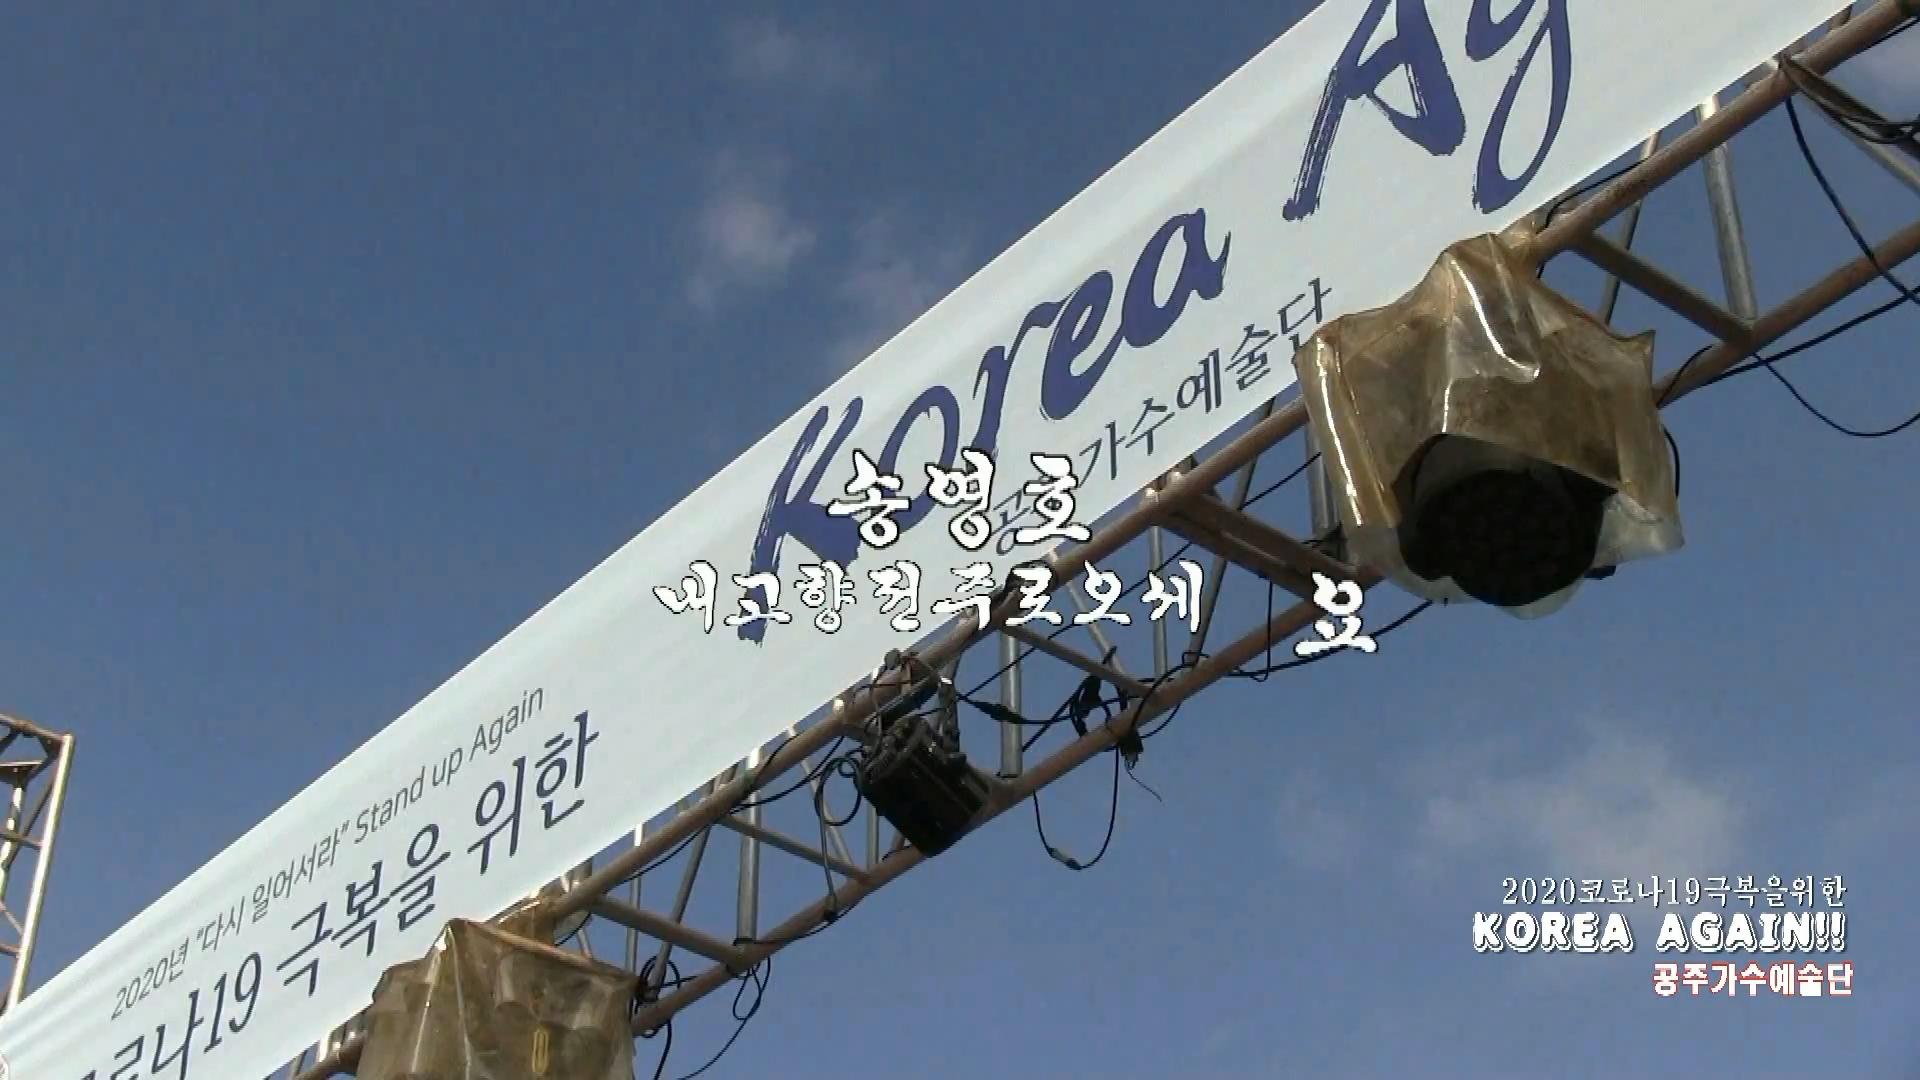 Korea Ag
공주가수예술단
송영호
내고향전주로오세 요
2020년 "다시 일어서라" Stand up Again
로나19 극복을 위한
2020코로나19극복을위한
KOREA AGAIN!!
공주가수예술단